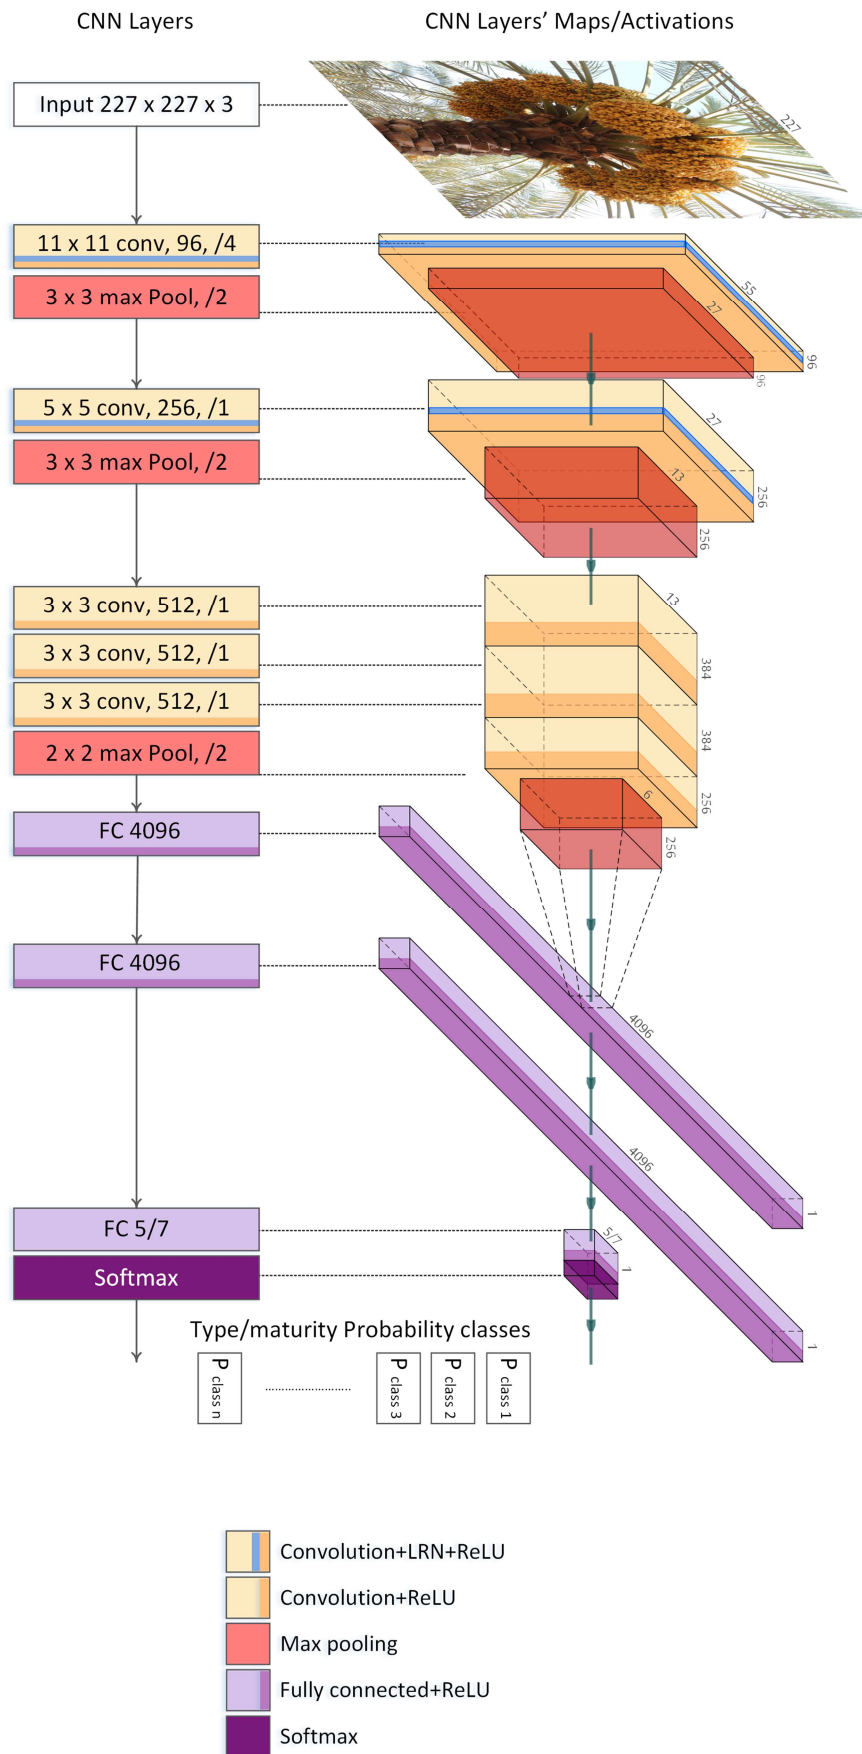 CNN Layers
CNN Layers’ Maps/Activations
Input 227 x 227 x 3
227
11 x 11 conv, 96, /4
55
96
3 x 3 max Pool, /2
27
96
5 x 5 conv, 256, /1
27
256
3 x 3 max Pool, /2
13
256
3 x 3 conv, 512, /1
13
384
3 x 3 conv, 512, /1
384
3 x 3 conv, 512, /1
256
2 x 2 max Pool, /2
6
256
FC 4096
4096
1
FC 4096
4096
1
FC 5/7
5/7
1
Softmax
Type/maturity Probability classes
P class n
P class 3
P class 2
P class 1
Convolution+LRN+ReLU
Convolution+ReLU
Max pooling
Fully connected+ReLU
Softmax